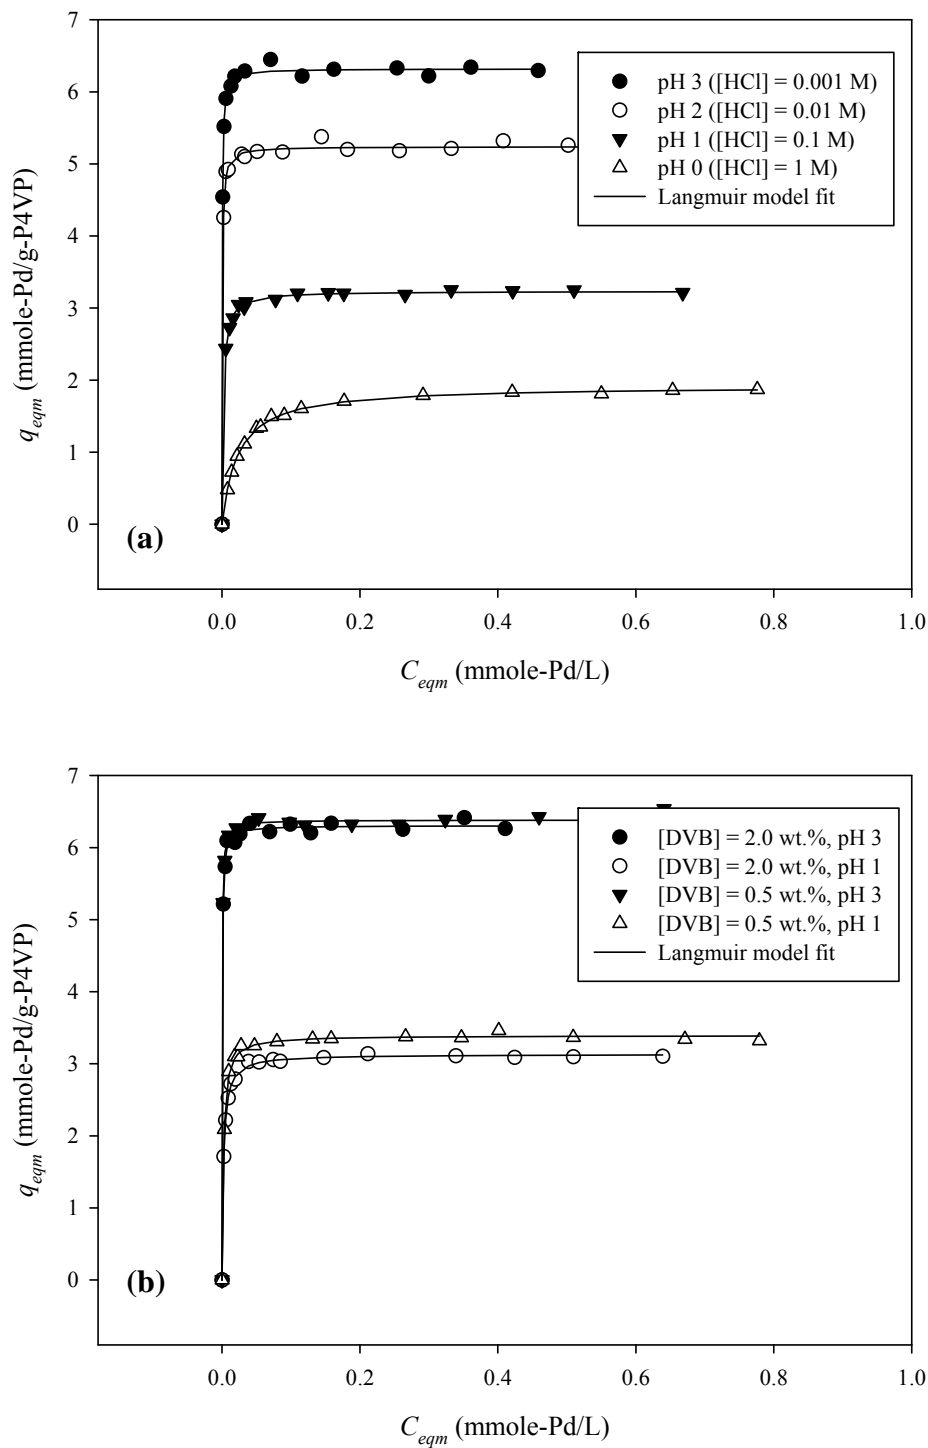 7
6
5
4
3
2
1
0
q_eqm (mmole-Pd/g-P4VP)
pH 3 ([HCl] = 0.001 M)
pH 2 ([HCl] = 0.01 M)
pH 1 ([HCl] = 0.1 M)
pH 0 ([HCl] = 1 M)
Langmuir model fit
(a)
0.0 0.2 0.4 0.6 0.8 1.0
C_eqm (mmole-Pd/L)
7
6
5
4
3
2
1
0
q_eqm (mmole-Pd/g-P4VP)
[DVB] = 2.0 wt.%, pH 3
[DVB] = 2.0 wt.%, pH 1
[DVB] = 0.5 wt.%, pH 3
[DVB] = 0.5 wt.%, pH 1
Langmuir model fit
(b)
0.0 0.2 0.4 0.6 0.8 1.0
C_eqm (mmole-Pd/L)